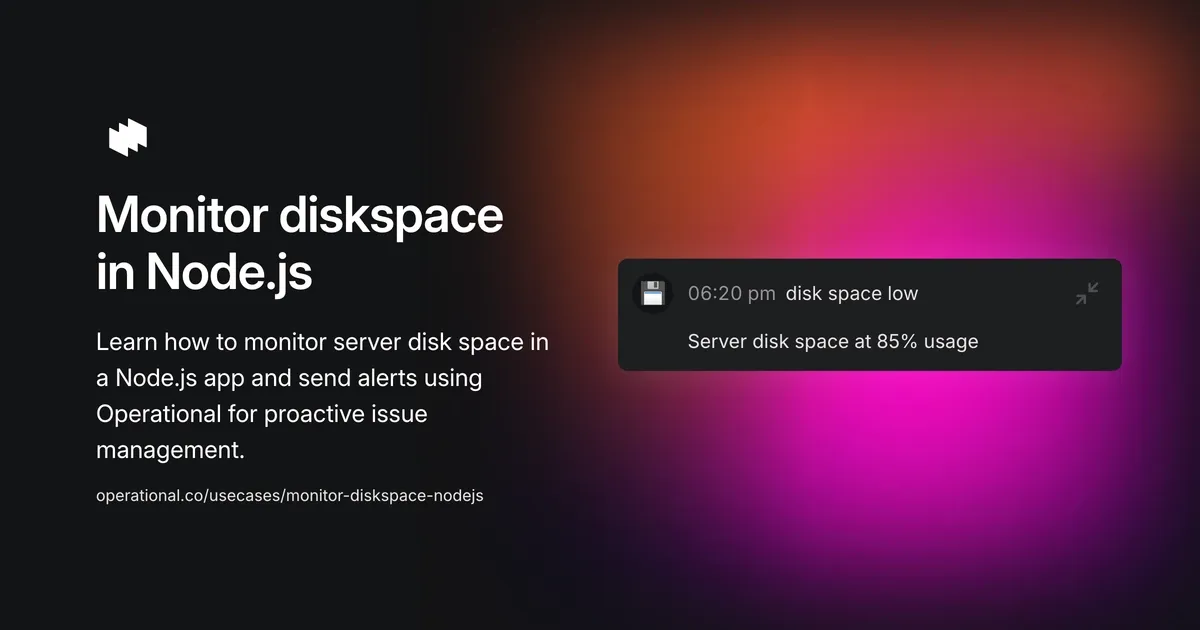 Monitor diskspace
in Node.js
Learn how to monitor server disk space in
a Node.js app and send alerts using
Operational for proactive issue
management.
operational.co/usecases/monitor-diskspace-nodejs
06:20 pm disk space low
Server disk space at 85% usage